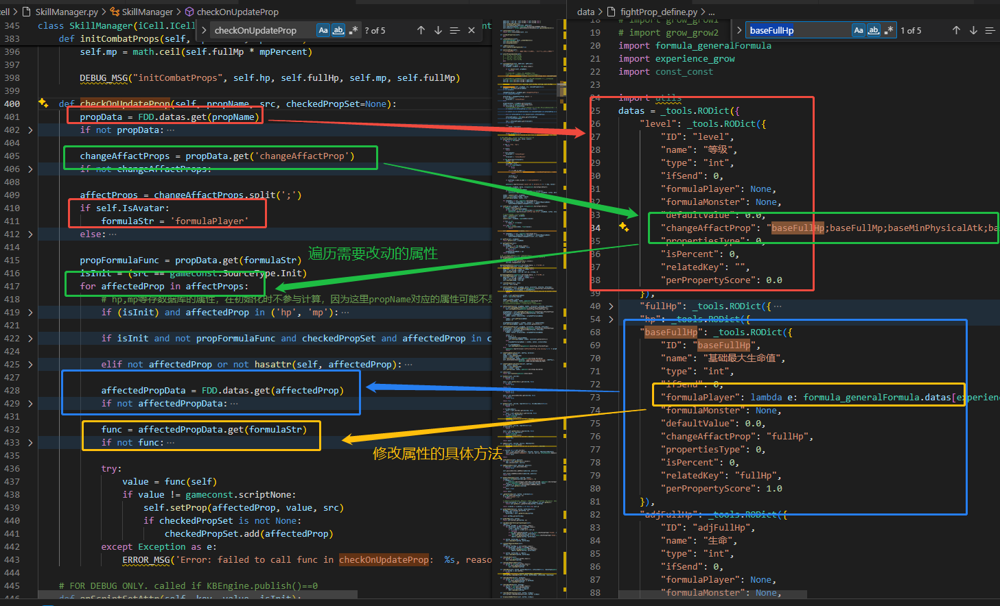 cell > SkillManager.py > SkillManager > checkOnUpdateProp
345 class SkillManager(iCell.ICell
383 def initCombatProps(self,
checkOnUpdateProp Aa ab .* ? of 5
396 self.mp = math.ceil(self.fullMp * mpPercent)
397
398 DEBUG_MSG("initCombatProps", self.hp, self.fullHp, self.mp, self.fullMp)
399
400 def checkOnUpdateProp(self, propName, src, checkedPropSet=None):
401 propData = FDD.datas.get(propName)
402 if not propData: ···
404
405 changeAffactProps = propData.get('changeAffactProp')
406 if not changeAffactProps:
408
409 affectProps = changeAffactProps.split(';')
410 if self.IsAvatar:
411 formulaStr = 'formulaPlayer'
412 else: ···
414
415 propFormulaFunc = propData.get(formulaStr)
遍历需要改动的属性
416 isInit = (src == gameconst.SourceType.Init)
417 for affectedProp in affectProps:
418 # hp,mp等存数据库的属性, 在初始化时不参与计算, 因为这里propName对应的属性可能不是
419 if (isInit) and affectedProp in ('hp', 'mp'): ···
421
422 if isInit and not propFormulaFunc and checkedPropSet and affectedProp in c
424
425 elif not affectedProp or not hasattr(self, affectedProp): ···
427
428 affectedPropData = FDD.datas.get(affectedProp)
429 if not affectedPropData: ···
431
432 func = affectedPropData.get(formulaStr)
433 if not func: ···
修改属性的具体方法
435
436 try:
437 value = func(self)
438 if value != gameconst.scriptNone:
439 self.setProp(affectedProp, value, src)
440 if checkedPropSet is not None:
441 checkedPropSet.add(affectedProp)
442 except Exception as e:
443 ERROR_MSG('Error: failed to call func in checkOnUpdateProp: %s, reaso
444
445 # FOR DEBUG ONLY. called if KBEngine.publish()==0
446 def onScriptSetAttr(self, key, value, isInit):
data > fightProp_define.py > ...
baseFullHp Aa ab .* 1 of 5
18 # import grow_grow1
19 # import grow_grow2
20 import formula_generalFormula
21 import experience_grow
22 import const_const
23
24 import utils
25 datas = _tools.RODict({
26 "level": _tools.RODict({
27 "ID": "level",
28 "name": "等级",
29 "type": "int",
30 "ifSend": 0,
31 "formulaPlayer": None,
32 "formulaMonster": None,
33 "defaultValue": 0.0,
34 "changeAffactProp": "baseFullHp;baseFullMp;baseMinPhysicalAtk;ba
35 "propertiesType": 0,
36 "isPercent": 0,
37 "relatedKey": "",
38 "perPropertyScore": 0.0
39 }),
40 "fullHp": _tools.RODict({ ···
54 "hp": _tools.RODict({
68 "baseFullHp": _tools.RODict({
69 "ID": "baseFullHp",
70 "name": "基础最大生命值",
71 "type": "int",
72 "ifSend": 0,
73 "formulaPlayer": lambda e: formula_generalFormula.datas[experien
74 "formulaMonster": None,
75 "defaultValue": 0.0,
76 "changeAffactProp": "fullHp",
77 "propertiesType": 0,
78 "isPercent": 0,
79 "relatedKey": "fullHp",
80 "perPropertyScore": 1.0
81 }),
82 "adjFullHp": _tools.RODict({
83 "ID": "adjFullHp",
84 "name": "生命",
85 "type": "int",
86 "ifSend": 0,
87 "formulaPlayer": None,
88 "formulaMonster": None,